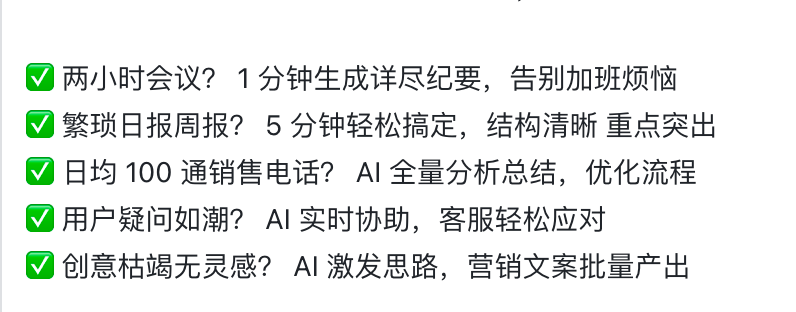 ✅ 两小时会议? 1 分钟生成详尽纪要，告别加班烦恼
✅ 繁琐日报周报? 5 分钟轻松搞定，结构清晰 重点突出
✅ 日均 100 通销售电话? AI 全量分析总结，优化流程
✅ 用户疑问如潮? AI 实时协助，客服轻松应对
✅ 创意枯竭无灵感? AI 激发思路，营销文案批量产出